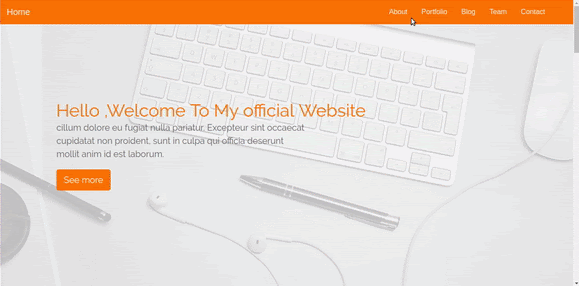 Home About Portfolio Blog Team Contact
Hello ,Welcome To My official Website
cillum dolore eu fugiat nulla pariatur. Excepteur sint occaecat
cupidatat non proident, sunt in culpa qui officia deserunt
mollit anim id est laborum.
See more